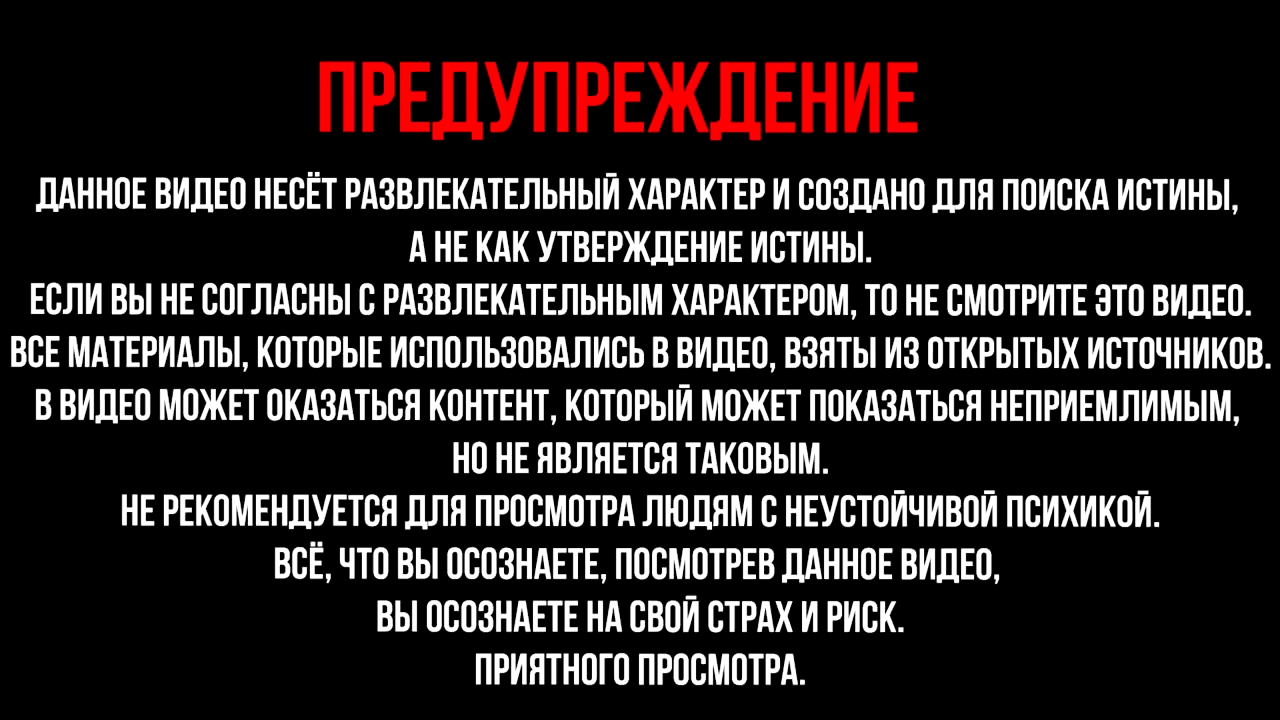 ПРЕДУПРЕЖДЕНИЕ
ДАННОЕ ВИДЕО НЕСЁТ РАЗВЛЕКАТЕЛЬНЫЙ ХАРАКТЕР И СОЗДАНО ДЛЯ ПОИСКА ИСТИНЫ,
А НЕ КАК УТВЕРЖДЕНИЕ ИСТИНЫ.
ЕСЛИ ВЫ НЕ СОГЛАСНЫ С РАЗВЛЕКАТЕЛЬНЫМ ХАРАКТЕРОМ, ТО НЕ СМОТРИТЕ ЭТО ВИДЕО.
ВСЕ МАТЕРИАЛЫ, КОТОРЫЕ ИСПОЛЬЗОВАЛИСЬ В ВИДЕО, ВЗЯТЫ ИЗ ОТКРЫТЫХ ИСТОЧНИКОВ.
В ВИДЕО МОЖЕТ ОКАЗАТЬСЯ КОНТЕНТ, КОТОРЫЙ МОЖЕТ ПОКАЗАТЬСЯ НЕПРИЕМЛИМЫМ,
НО НЕ ЯВЛЯЕТСЯ ТАКОВЫМ.
НЕ РЕКОМЕНДУЕТСЯ ДЛЯ ПРОСМОТРА ЛЮДЯМ С НЕУСТОЙЧИВОЙ ПСИХИКОЙ.
ВСЁ, ЧТО ВЫ ОСОЗНАЕТЕ, ПОСМОТРЕВ ДАННОЕ ВИДЕО,
ВЫ ОСОЗНАЕТЕ НА СВОЙ СТРАХ И РИСК.
ПРИЯТНОГО ПРОСМОТРА.